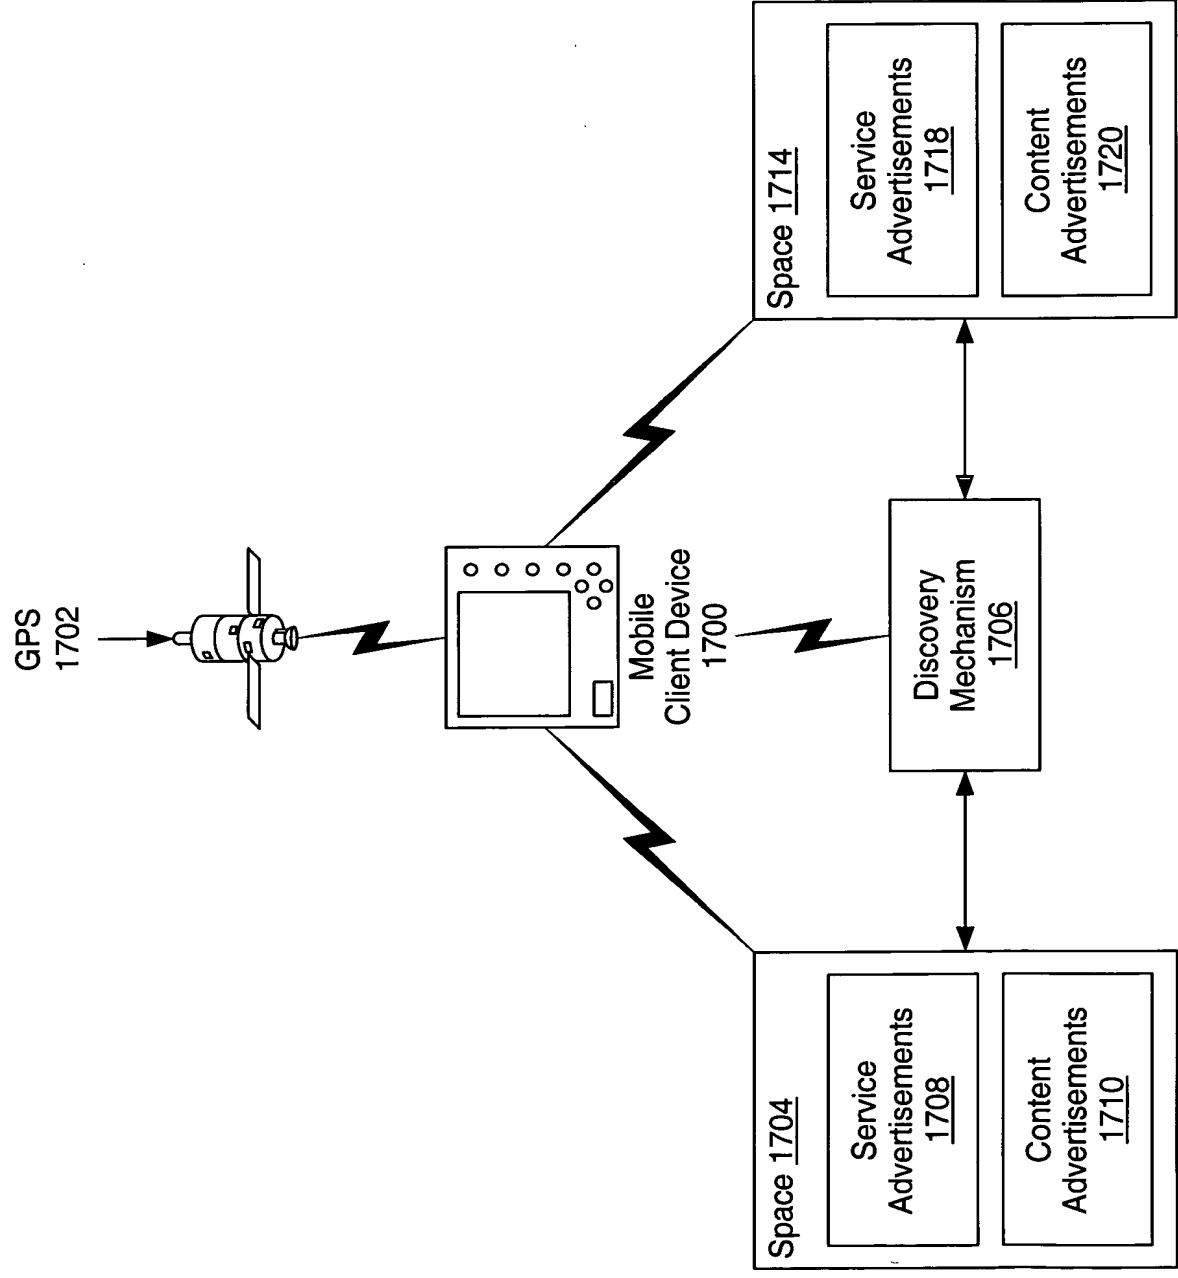 GPS
1702
Mobile
Client Device
1700
Discovery
Mechanism
1706
Space 1704
Service
Advertisements
1708
Content
Advertisements
1710
Space 1714
Service
Advertisements
1718
Content
Advertisements
1720